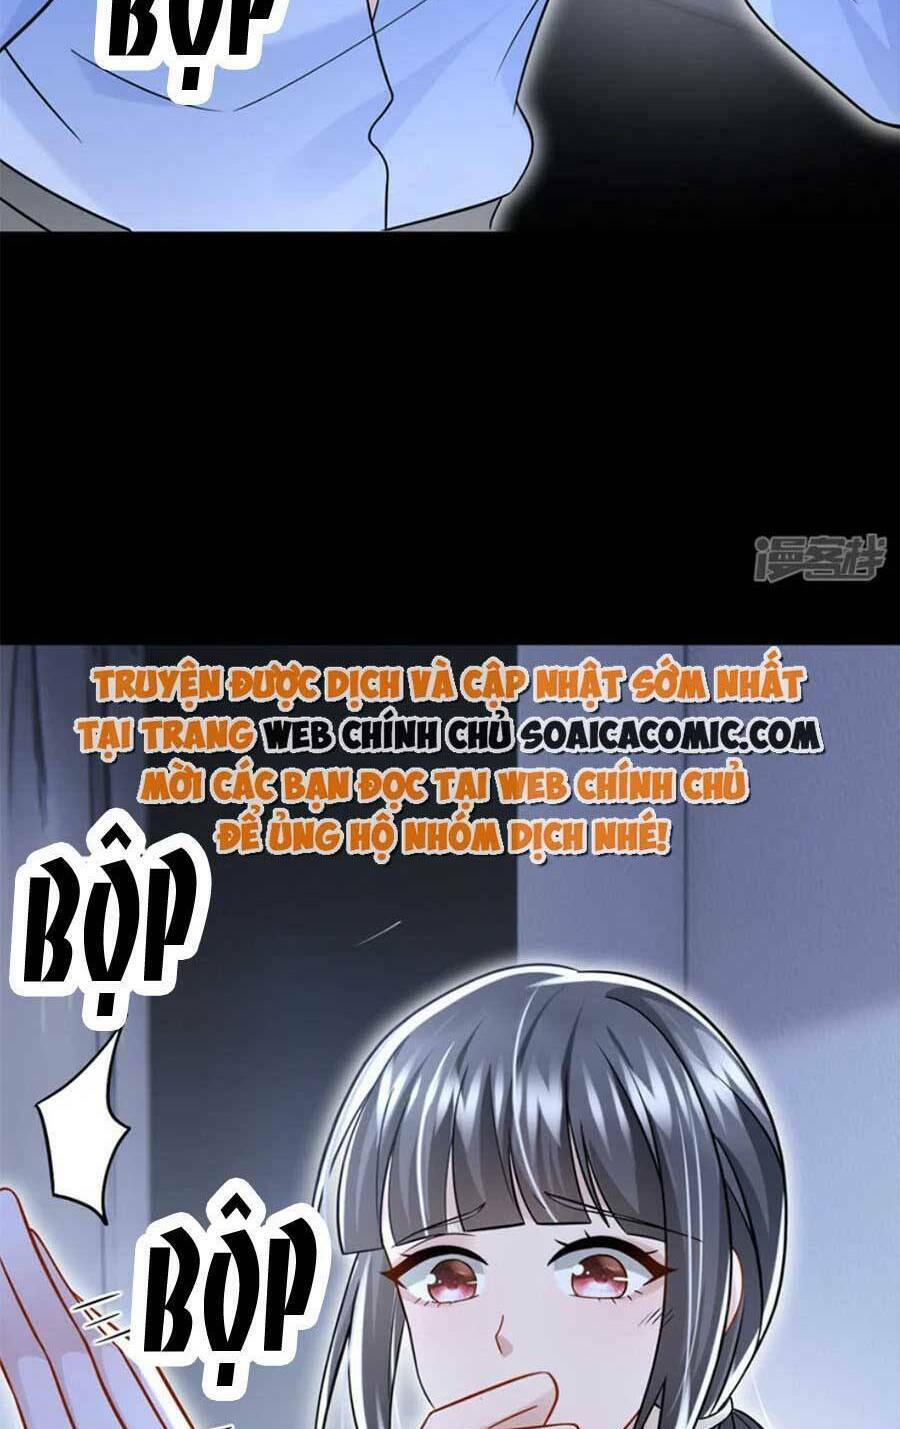 BỘP
漫客栈
TRUYỆN ĐƯỢC DỊCH VÀ CẬP NHẬT SỚM NHẤT
TẠI TRANG WEB CHÍNH CHỦ SOAICACOMIC.COM
MỜI CÁC BẠN ĐỌC TẠI WEB CHÍNH CHỦ
ĐỂ ỦNG HỘ NHÓM DỊCH NHÉ!
BỘP
BỘP